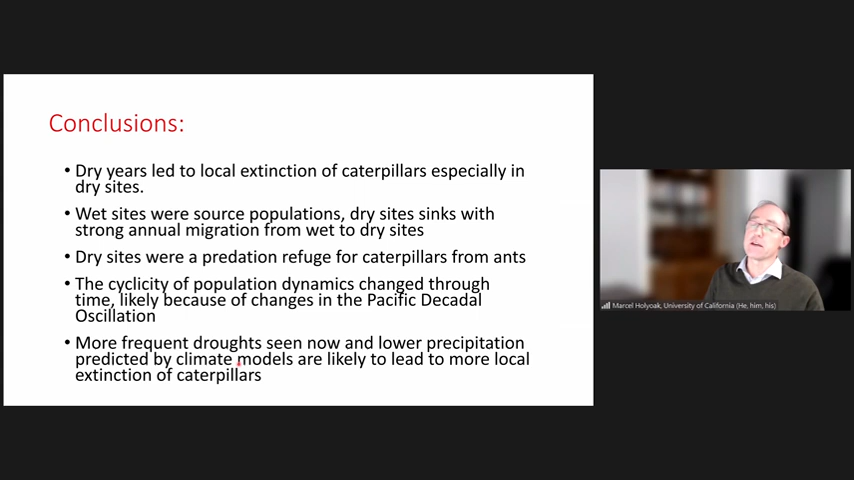 Conclusions:
• Dry years led to local extinction of caterpillars especially in
dry sites.
• Wet sites were source populations, dry sites sinks with
strong annual migration from wet to dry sites
• Dry sites were a predation refuge for caterpillars from ants
• The cyclicity of population dynamics changed through
time, likely because of changes in the Pacific Decadal
Oscillation
• More frequent droughts seen now and lower precipitation
predicted by climate models are likely to lead to more local
extinction of caterpillars
Marcel Holyoak, University of California (He, him, his)